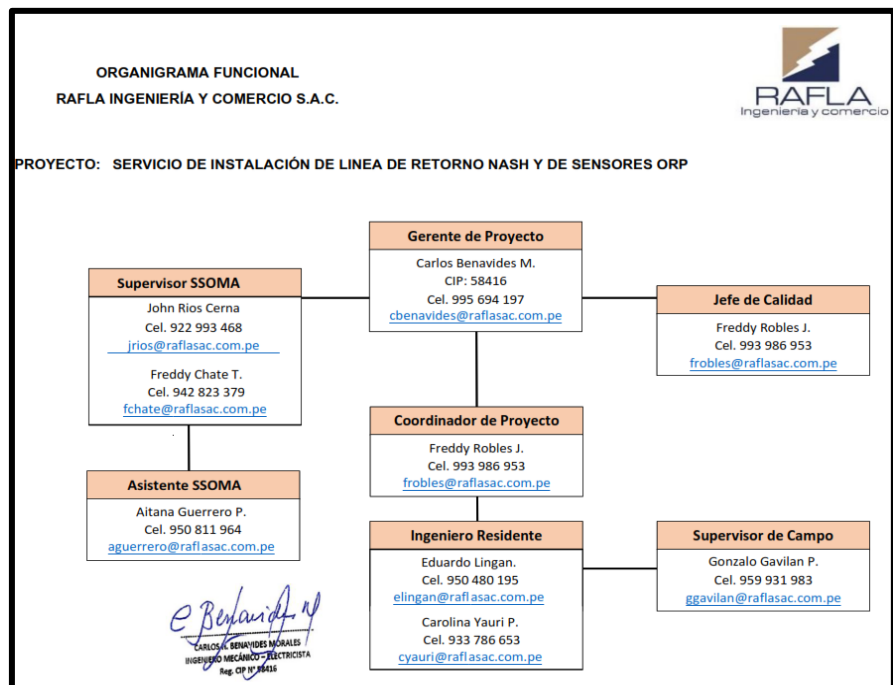 ORGANIGRAMA FUNCIONAL
RAFLA INGENIERÍA Y COMERCIO S.A.C.
RAFLA
Ingeniería y comercio
PROYECTO: SERVICIO DE INSTALACIÓN DE LINEA DE RETORNO NASH Y DE SENSORES ORP
Gerente de Proyecto
Carlos Benavides M.
CIP: 58416
Cel. 995 694 197
cbenavides@raflasac.com.pe
Supervisor SSOMA
John Rios Cerna
Cel. 922 993 468
jrios@raflasac.com.pe
Freddy Chate T.
Cel. 942 823 379
fchate@raflasac.com.pe
Jefe de Calidad
Freddy Robles J.
Cel. 993 986 953
frobles@raflasac.com.pe
Coordinador de Proyecto
Freddy Robles J.
Cel. 993 986 953
frobles@raflasac.com.pe
Asistente SSOMA
Aitana Guerrero P.
Cel. 950 811 964
aguerrero@raflasac.com.pe
Ingeniero Residente
Eduardo Lingan.
Cel. 950 480 195
elingan@raflasac.com.pe
Carolina Yauri P.
Cel. 933 786 653
cyauri@raflasac.com.pe
Supervisor de Campo
Gonzalo Gavilan P.
Cel. 959 931 983
ggavilan@raflasac.com.pe
C Benavides M
CARLOS BENAVIDES MORALES
INGENIERO MECÁNICO - ELECTRICISTA
Reg. CIP N° 58416